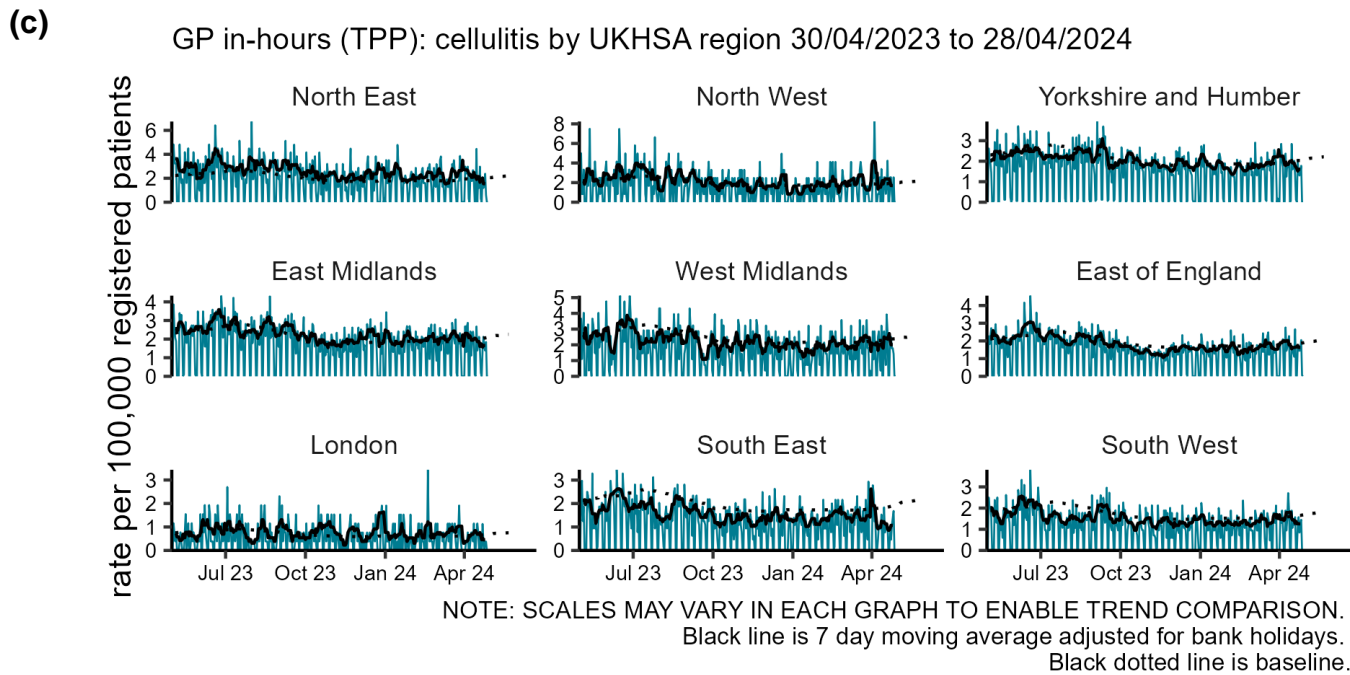 (c)
GP in-hours (TPP): cellulitis by UKHSA region 30/04/2023 to 28/04/2024
rate per 100,000 registered patients
North East
6
4
2
0
North West
8
6
4
2
0
Yorkshire and Humber
3
2
1
0
East Midlands
4
3
2
1
0
West Midlands
5
4
3
2
1
0
East of England
4
3
2
1
0
London
3
2
1
0
South East
3
2
1
0
South West
3
2
1
0
Jul 23 Oct 23 Jan 24 Apr 24
Jul 23 Oct 23 Jan 24 Apr 24
Jul 23 Oct 23 Jan 24 Apr 24
NOTE: SCALES MAY VARY IN EACH GRAPH TO ENABLE TREND COMPARISON.
Black line is 7 day moving average adjusted for bank holidays.
Black dotted line is baseline.